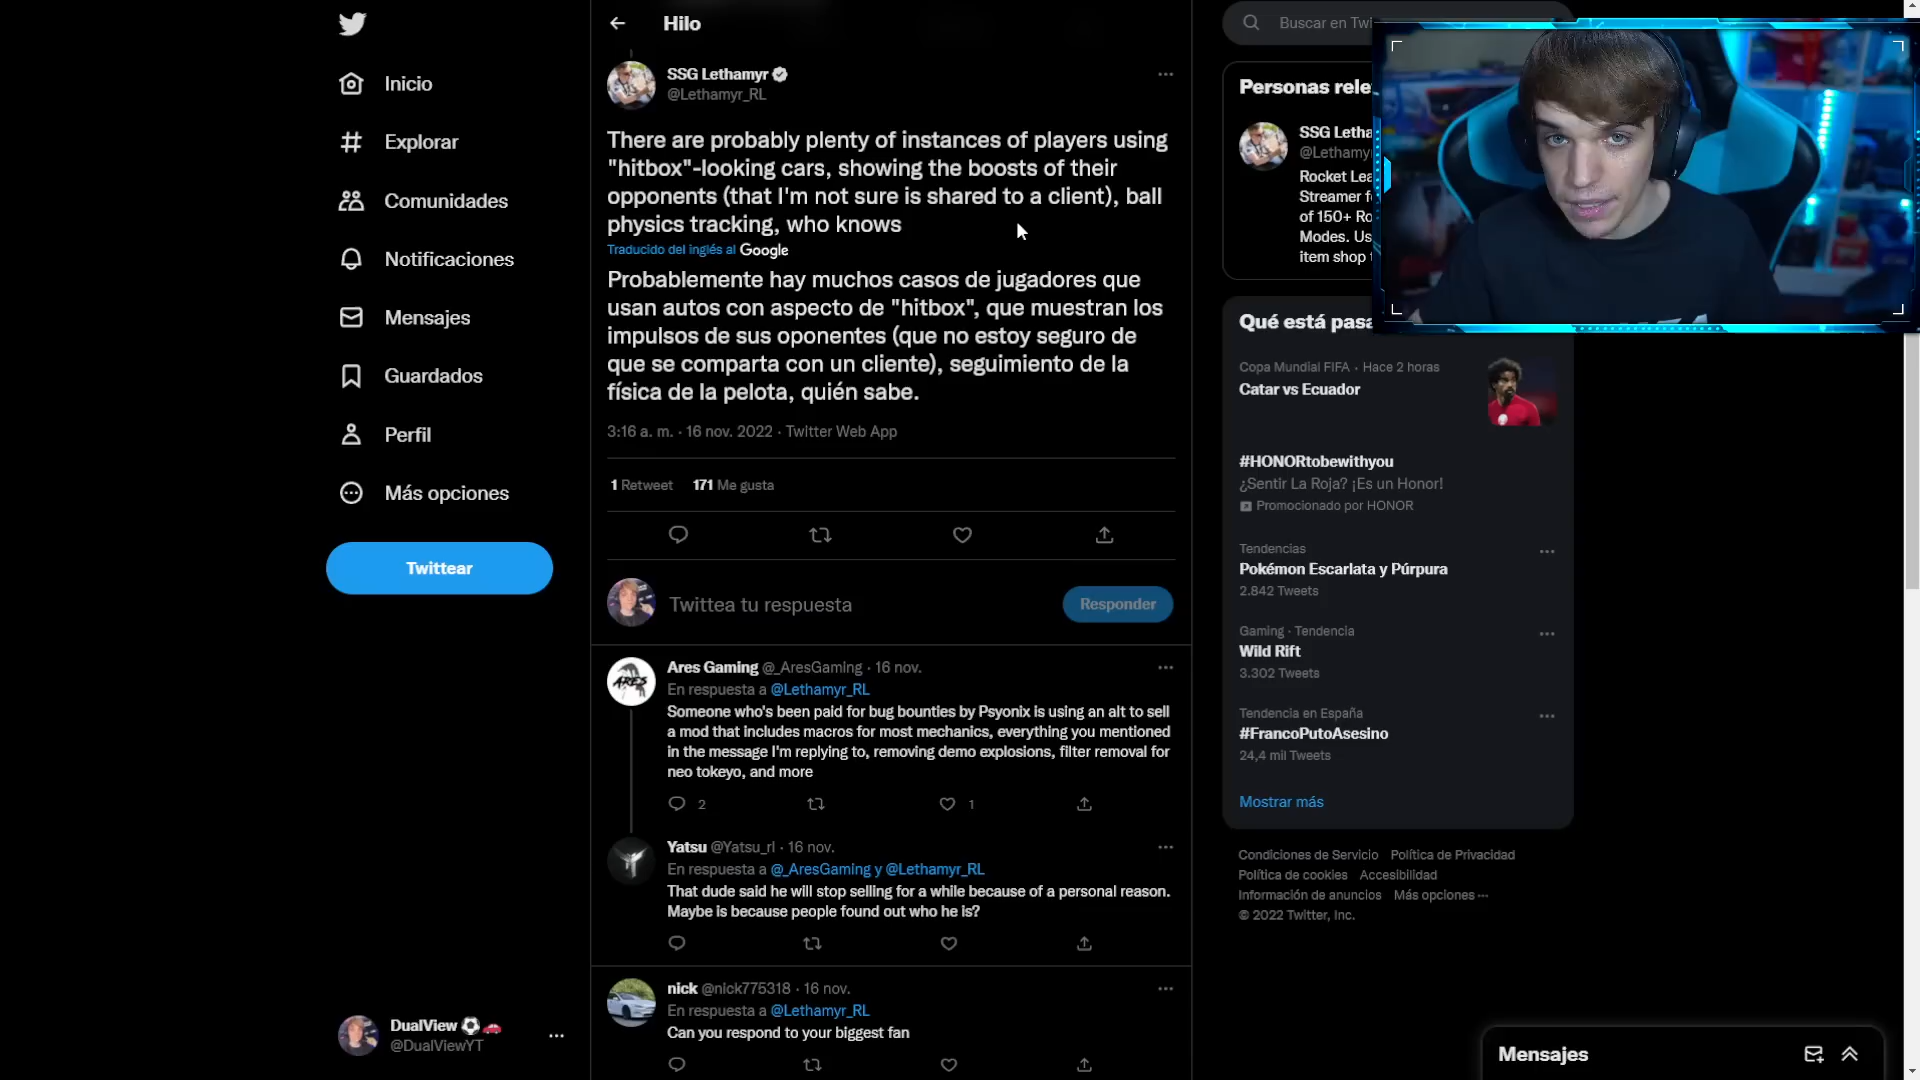 Inicio
Explorar
Comunidades
Notificaciones
Mensajes
Guardados
Perfil
Más opciones
Twittear
DualView
@DualViewYT
Hilo
SSG Lethamyr
@Lethamyr_RL
There are probably plenty of instances of players using
"hitbox"-looking cars, showing the boosts of their
opponents (that I'm not sure is shared to a client), ball
physics tracking, who knows
Traducido del inglés al Google
Probablemente hay muchos casos de jugadores que
usan autos con aspecto de "hitbox", que muestran los
impulsos de sus oponentes (que no estoy seguro de
que se comparta con un cliente), seguimiento de la
física de la pelota, quién sabe.
3:16 a. m. · 16 nov. 2022 · Twitter Web App
1 Retweet 171 Me gusta
Twittea tu respuesta
Responder
Ares Gaming @_AresGaming · 16 nov.
En respuesta a @Lethamyr_RL
Someone who's been paid for bug bounties by Psyonix is using an alt to sell
a mod that includes macros for most mechanics, everything you mentioned
in the message I'm replying to, removing demo explosions, filter removal for
neo tokeyo, and more
2 1
ARES
Yatsu @Yatsu_rl · 16 nov.
En respuesta a @_AresGaming y @Lethamyr_RL
That dude said he will stop selling for a while because of a personal reason.
Maybe is because people found out who he is?
nick @nick775318 · 16 nov.
En respuesta a @Lethamyr_RL
Can you respond to your biggest fan
Buscar en Twi
Personas rele
SSG Letha
@Lethamy
Rocket Lea
Streamer f
of 150+ Ro
Modes. Us
item shop
Qué está pasa
Copa Mundial FIFA · Hace 2 horas
Catar vs Ecuador
#HONORtobewithyou
¿Sentir La Roja? ¡Es un Honor!
Promocionado por HONOR
Tendencias
Pokémon Escarlata y Púrpura
2.842 Tweets
Gaming · Tendencia
Wild Rift
3.302 Tweets
Tendencia en España
#FrancoPutoAsesino
24,4 mil Tweets
Mostrar más
Condiciones de Servicio Política de Privacidad
Política de cookies Accesibilidad
Información de anuncios Más opciones ···
© 2022 Twitter, Inc.
Mensajes